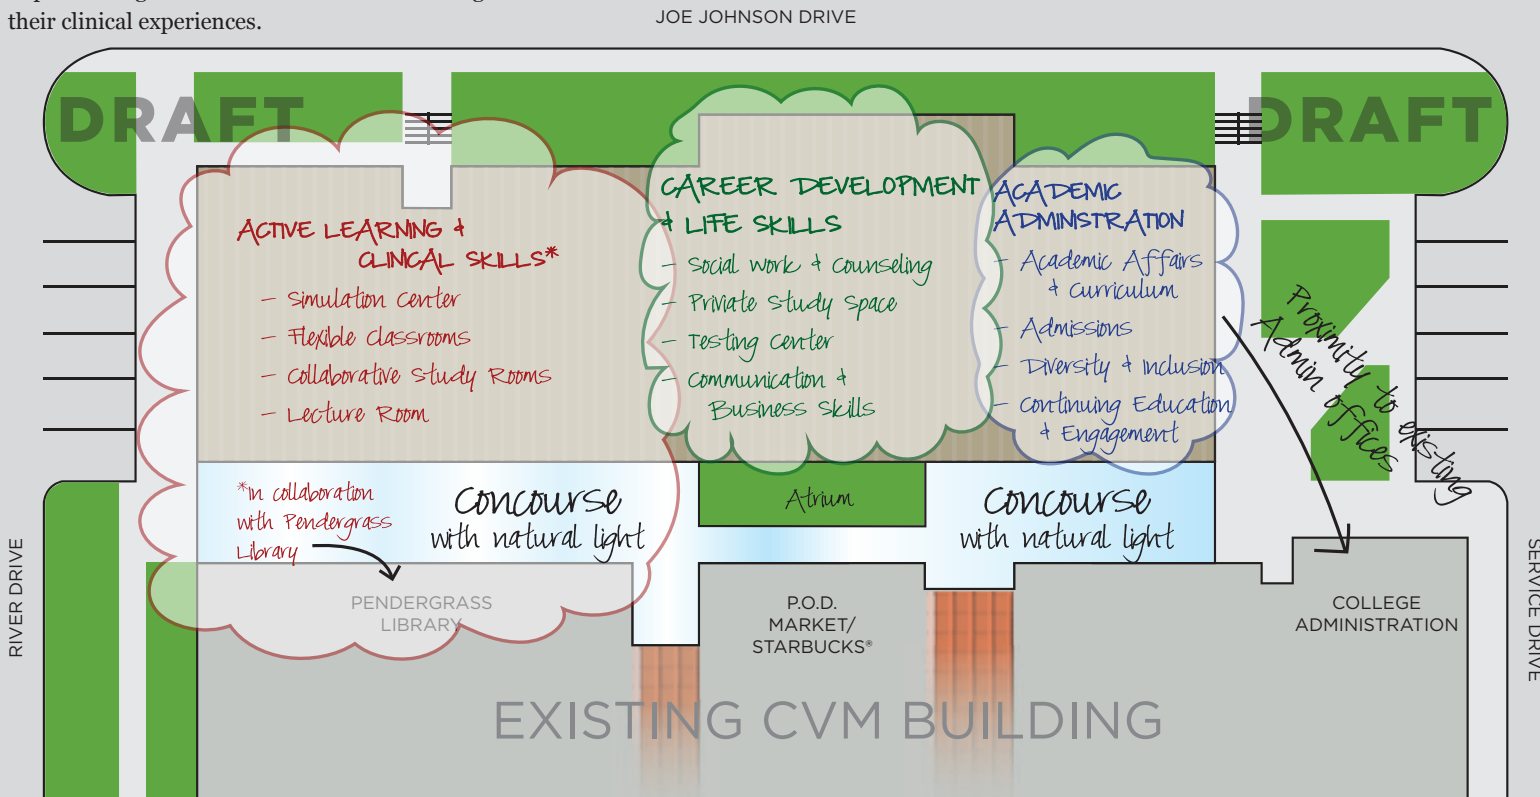 their clinical experiences.
JOE JOHNSON DRIVE
DRAFT
DRAFT
ACTIVE LEARNING &
CLINICAL SKILLS*
- Simulation Center
- Flexible Classrooms
- Collaborative Study Rooms
- Lecture Room
CAREER DEVELOPMENT
& LIFE SKILLS
- Social Work & Counseling
- Private Study Space
- Testing Center
- Communication &
Business Skills
ACADEMIC
ADMINISTRATION
- Academic Affairs
& Curriculum
- Admissions
- Diversity & Inclusion
- Continuing Education
& Engagement
Proximity to existing
Admin offices
*In collaboration
with Pendergrass
Library
Concourse
with natural light
Atrium
Concourse
with natural light
RIVER DRIVE
SERVICE DRIVE
PENDERGRASS
LIBRARY
P.O.D.
MARKET/
STARBUCKS®
COLLEGE
ADMINISTRATION
EXISTING CVM BUILDING